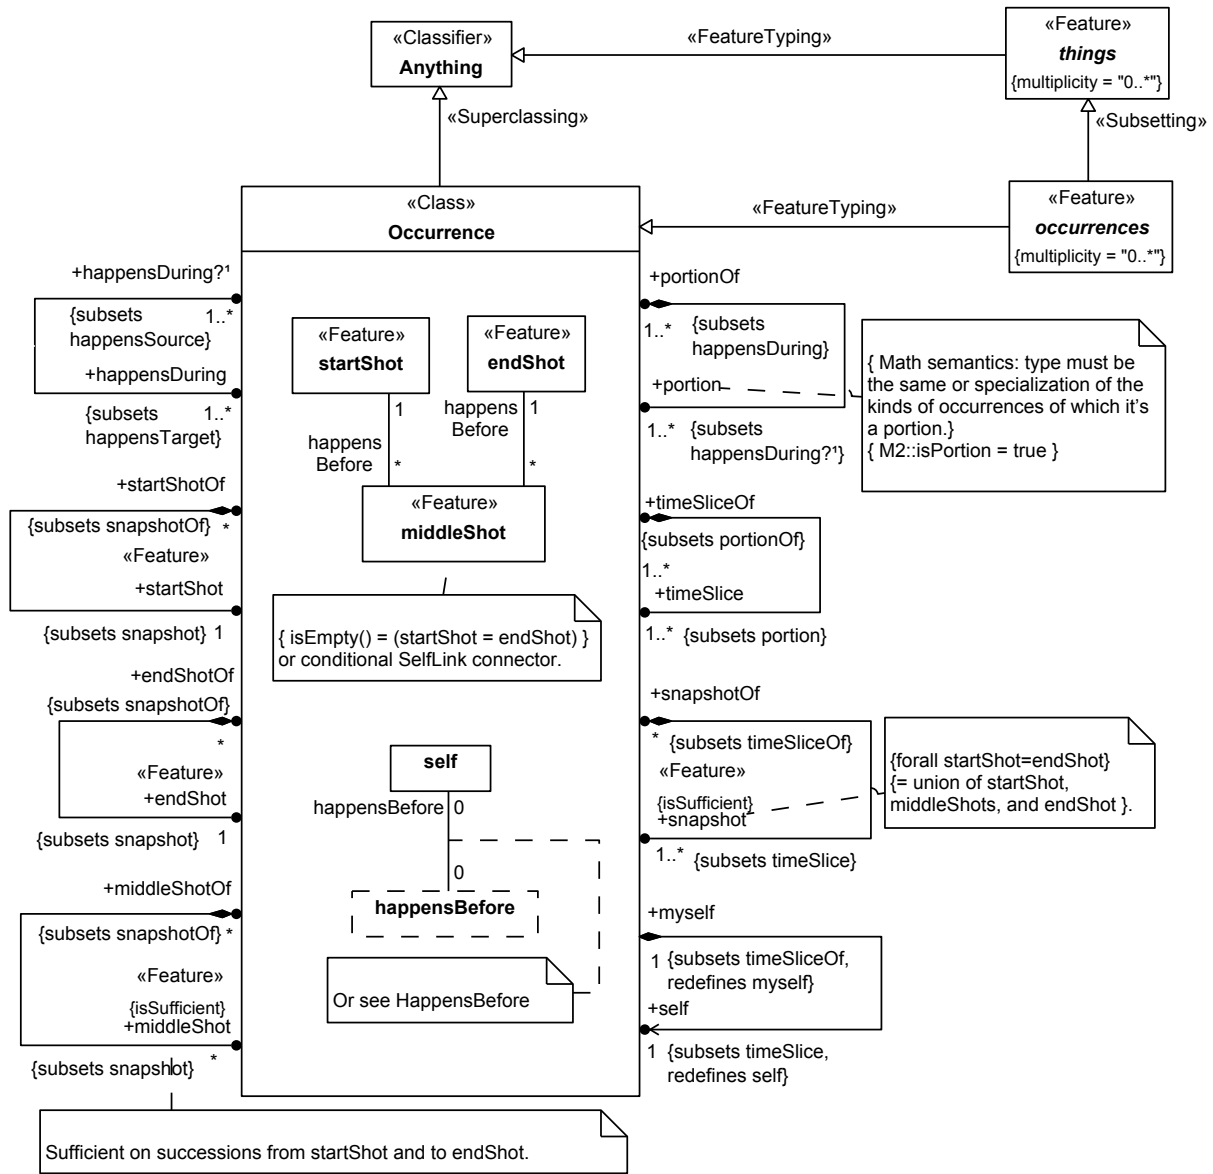 «Classifier»
Anything
«FeatureTyping»
«Feature»
things
{multiplicity = "0..*"}
«Superclassing»
«Subsetting»
«Class»
Occurrence
«FeatureTyping»
«Feature»
occurrences
{multiplicity = "0..*"}
+happensDuring?¹
{subsets 1..*
happensSource}
+happensDuring
{subsets 1..*
happensTarget}
+startShotOf
{subsets snapshotOf} *
«Feature»
+startShot
{subsets snapshot} 1
+endShotOf
{subsets snapshotOf}
*
«Feature»
+endShot
{subsets snapshot} 1
+middleShotOf
{subsets snapshotOf} *
«Feature»
{isSufficient}
+middleShot
{subsets snapshot} *
Sufficient on successions from startShot and to endShot.
«Feature»
startShot
«Feature»
endShot
1
happens
Before
*
happens 1
Before
*
«Feature»
middleShot
{ isEmpty() = (startShot = endShot) }
or conditional SelfLink connector.
self
happensBefore 0
0
happensBefore
Or see HappensBefore
+portionOf
1..* {subsets
happensDuring}
+portion
1..* {subsets
happensDuring?¹}
{ Math semantics: type must be
the same or specialization of the
kinds of occurrences of which it's
a portion.}
{ M2::isPortion = true }
+timeSliceOf
{subsets portionOf}
1..*
+timeSlice
1..* {subsets portion}
+snapshotOf
* {subsets timeSliceOf}
«Feature»
{isSufficient}
+snapshot
1..* {subsets timeSlice}
{forall startShot=endShot}
{= union of startShot,
middleShots, and endShot }.
+myself
1 {subsets timeSliceOf,
redefines myself}
+self
1 {subsets timeSlice,
redefines self}